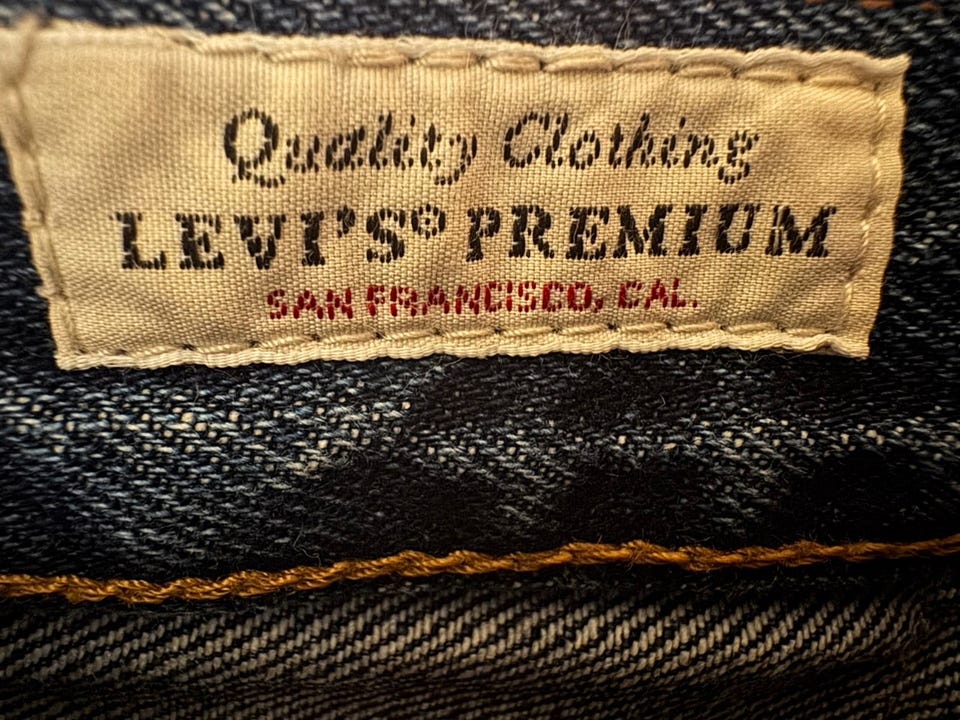 Quality Clothing
LEVI'S® PREMIUM
SAN FRANCISCO, CAL.